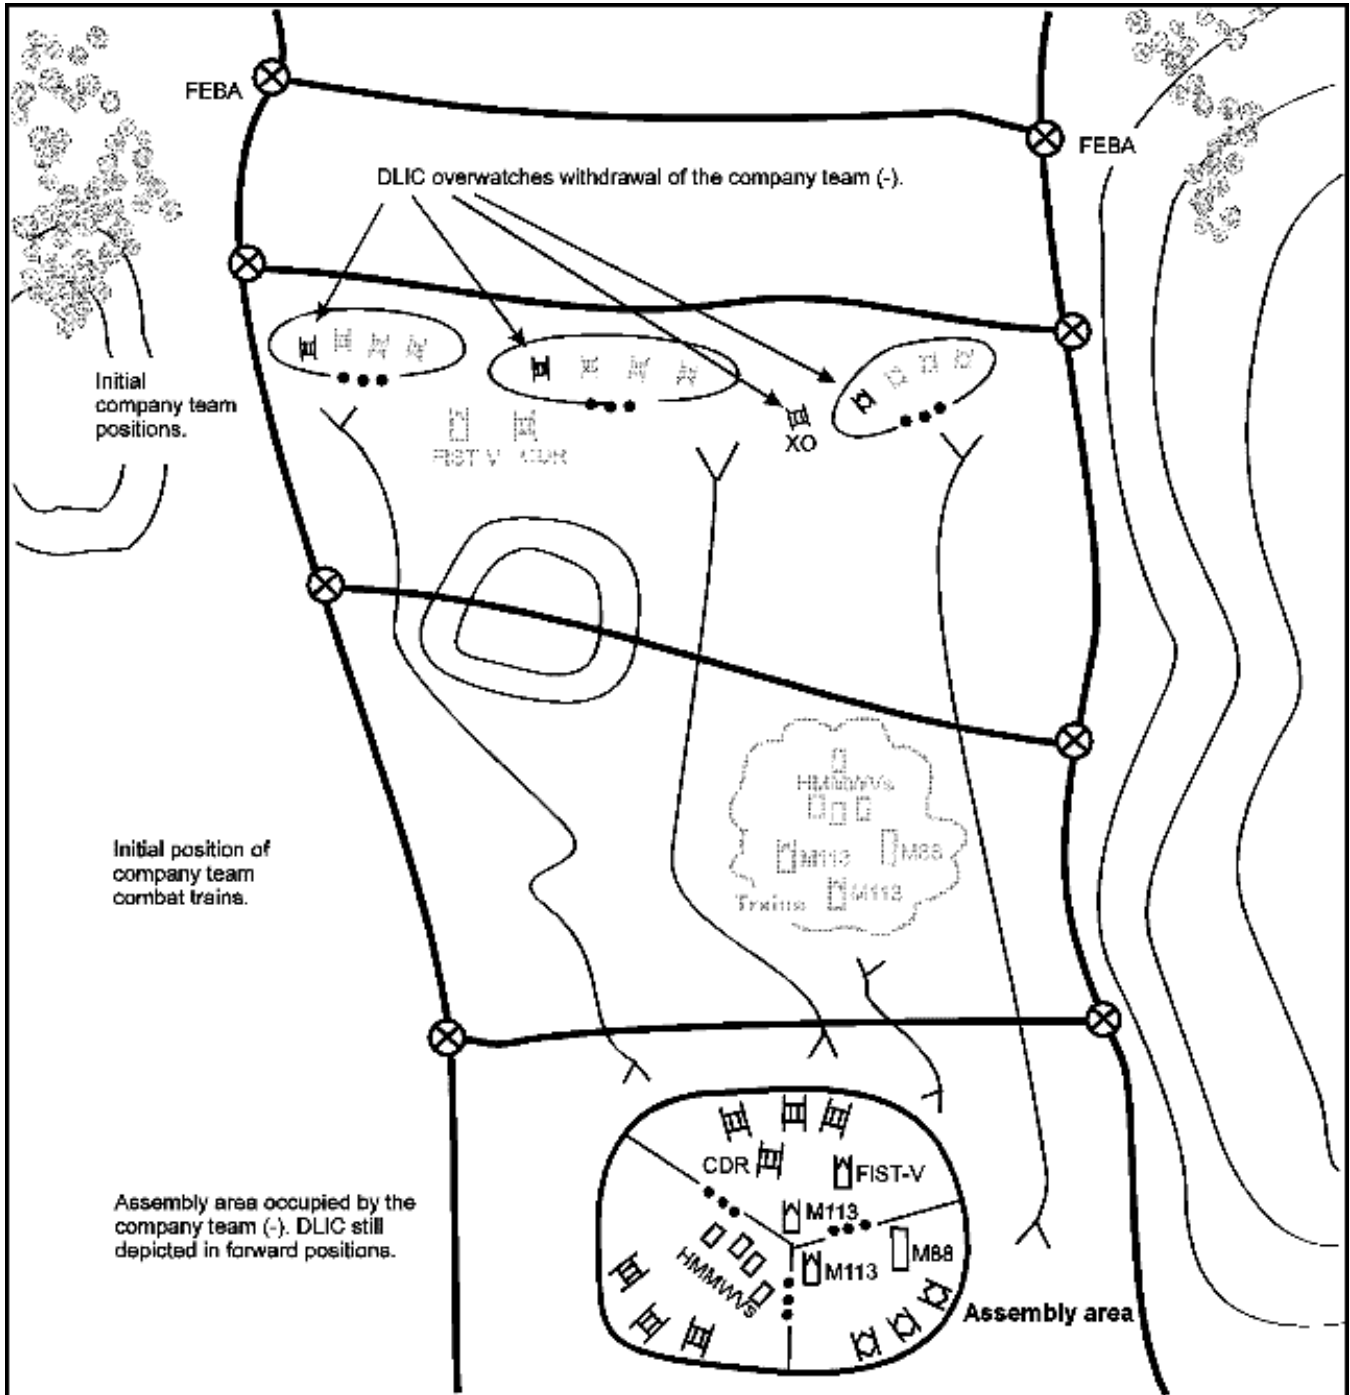 FEBA
FEBA
DLIC overwatches withdrawal of the company team (-).
Initial
company team
positions.
XO
FIST-V CDR
HMMWVs
M113 M88
Trains M113
Initial position of
company team
combat trains.
CDR FIST-V
M113
HMMWVs
M113 M88
Assembly area occupied by the
company team (-). DLIC still
depicted in forward positions.
Assembly area